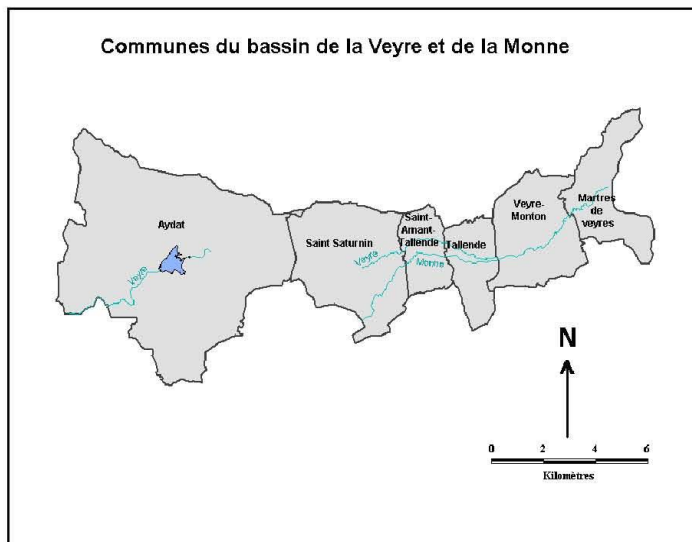 Communes du bassin de la Veyre et de la Monne
Aydat
Veyre
Saint Saturnin
Veyre
Monne
Saint-
Amant-
Tallende
Tallende
Veyre-
Monton
Martres
de
veyres
N
0 2 4 6
Kilomètres